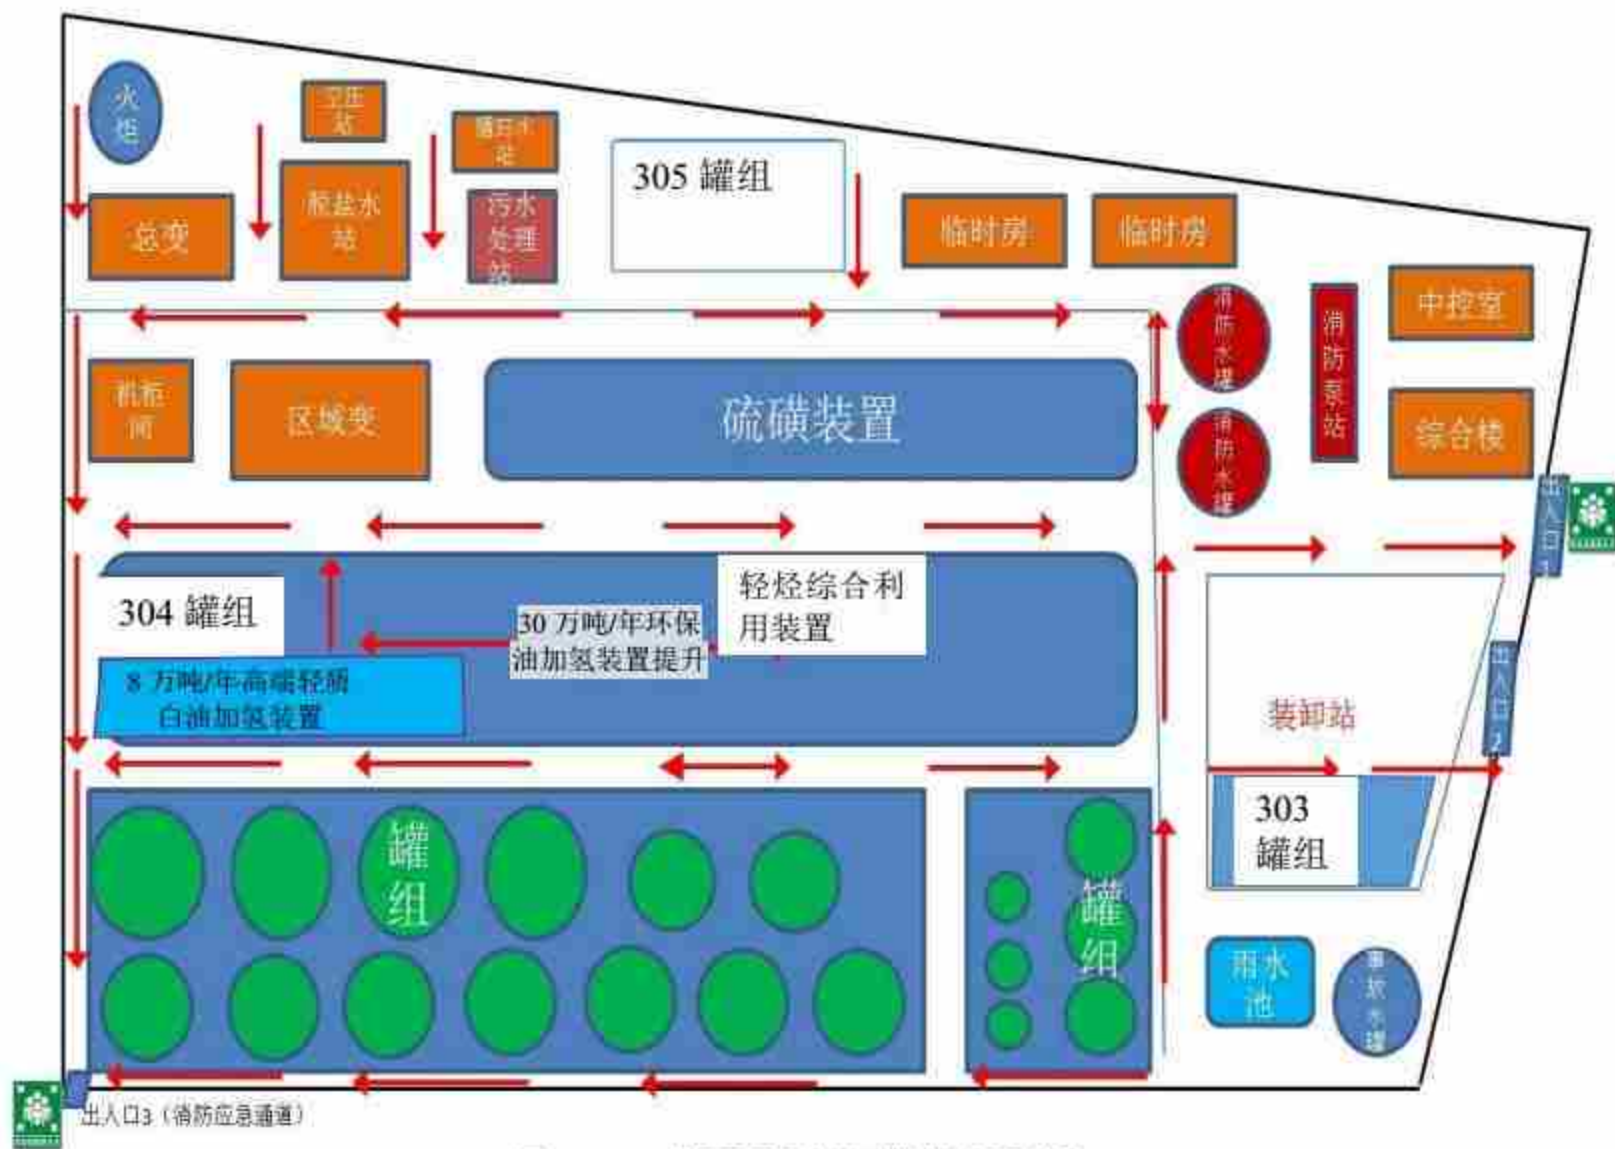 火
炬
空压
站
循环水
站
总变
脱盐水
站
污水
处理
站
305 罐组
临时房
临时房
消
防
水
罐
消
防
泵
站
中控室
机柜
间
区域变
硫磺装置
消
防
水
罐
综合楼
出
入
口
1
304 罐组
30 万吨/年环保
油加氢装置提升
轻烃综合利
用装置
8 万吨/年高端轻质
白油加氢装置
出
入
口
2
装卸站
303
罐组
罐
组
罐
组
雨水
池
事
故
水
罐
出入口3（消防应急通道）